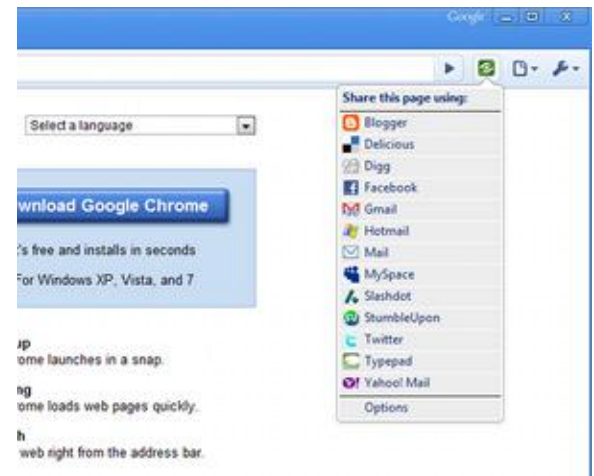 Google
Share this page using:
Select a language
Blogger
Delicious
Digg
Facebook
Gmail
Hotmail
Mail
MySpace
Slashdot
StumbleUpon
Twitter
Typepad
Yahoo! Mail
Options
wnload Google Chrome
's free and installs in seconds
For Windows XP, Vista, and 7
up
ome launches in a snap.
ng
ome loads web pages quickly.
h
web right from the address bar.